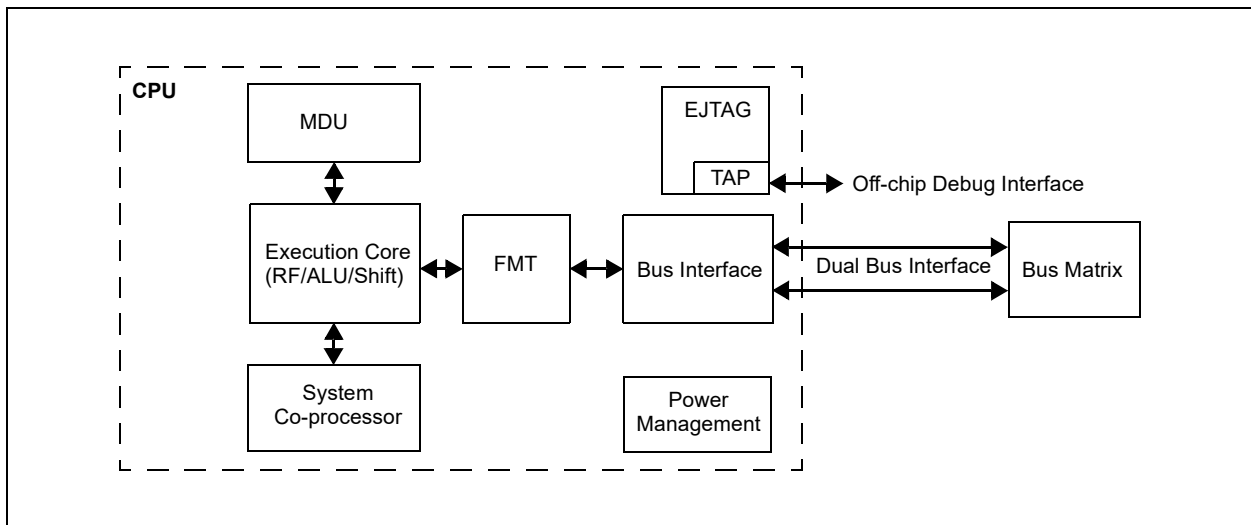 CPU
MDU
EJTAG
TAP
Off-chip Debug Interface
Execution Core
(RF/ALU/Shift)
FMT
Bus Interface
Dual Bus Interface
Bus Matrix
System
Co-processor
Power
Management